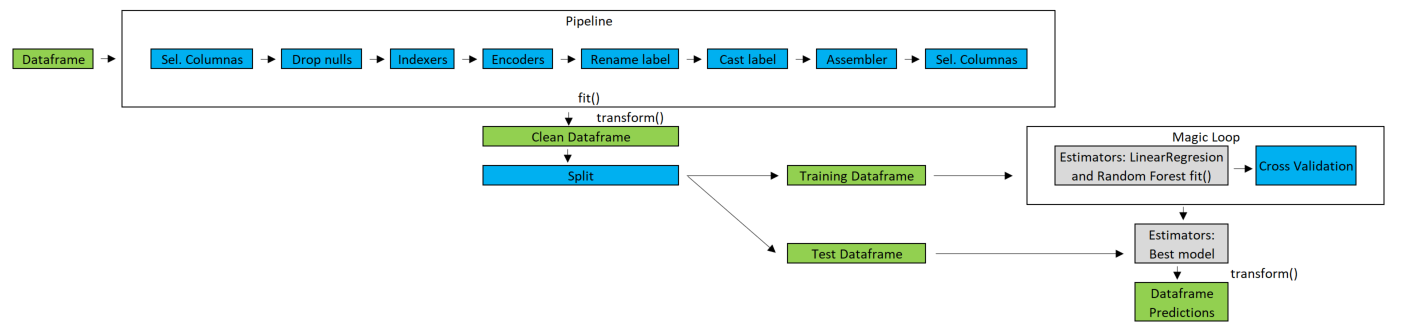 Pipeline
Dataframe
Sel. Columnas
Drop nulls
Indexers
Encoders
Rename label
Cast label
Assembler
Sel. Columnas
fit()
transform()
Clean Dataframe
Split
Training Dataframe
Test Dataframe
Magic Loop
Estimators: LinearRegresion
and Random Forest fit()
Cross Validation
Estimators:
Best model
transform()
Dataframe
Predictions